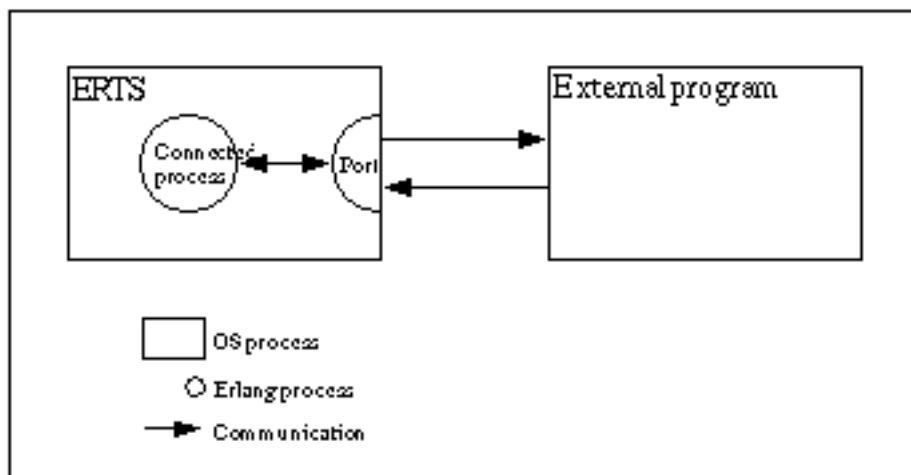 ERTS
External program
Connected
process
Port
OS process
Erlang process
Communication